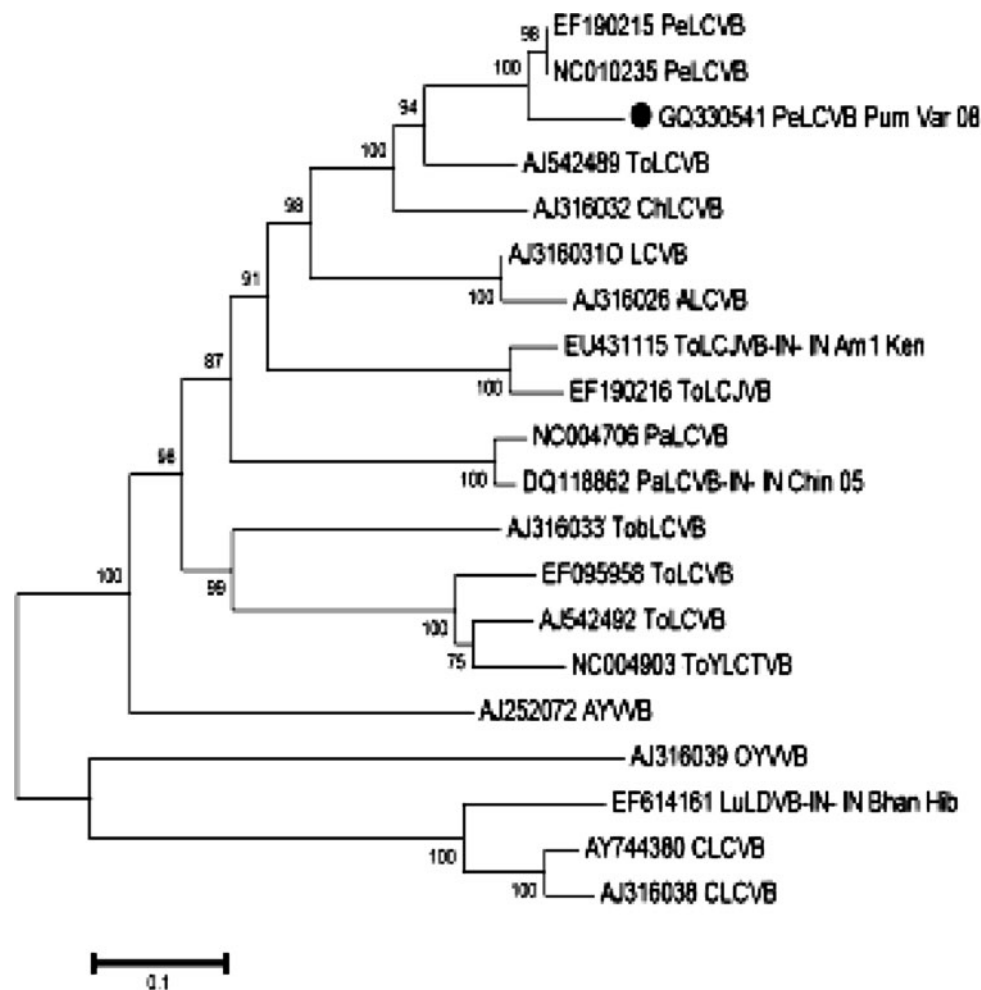 EF190215 PeLCVB
98
NC010235 PeLCVB
100
GQ330541 PeLCVB Pum Var 08
94
AJ542489 ToLCVB
100
AJ316032 ChLCVB
98
AJ316031O LCVB
100
AJ316026 ALCVB
91
EU431115 ToLCJVB-IN- IN Am1 Ken
100
EF190216 ToLCJVB
87
NC004706 PaLCVB
100
DQ118862 PaLCVB-IN- IN Chin 05
98
AJ316033 TobLCVB
99
EF095958 ToLCVB
100
AJ542492 ToLCVB
75
NC004903 ToYLCTVB
100
AJ252072 AYVVB
AJ316039 OYVVB
EF614161 LuLDVB-IN- IN Bhan Hib
100
AY744380 CLCVB
100
AJ316038 CLCVB
0.1